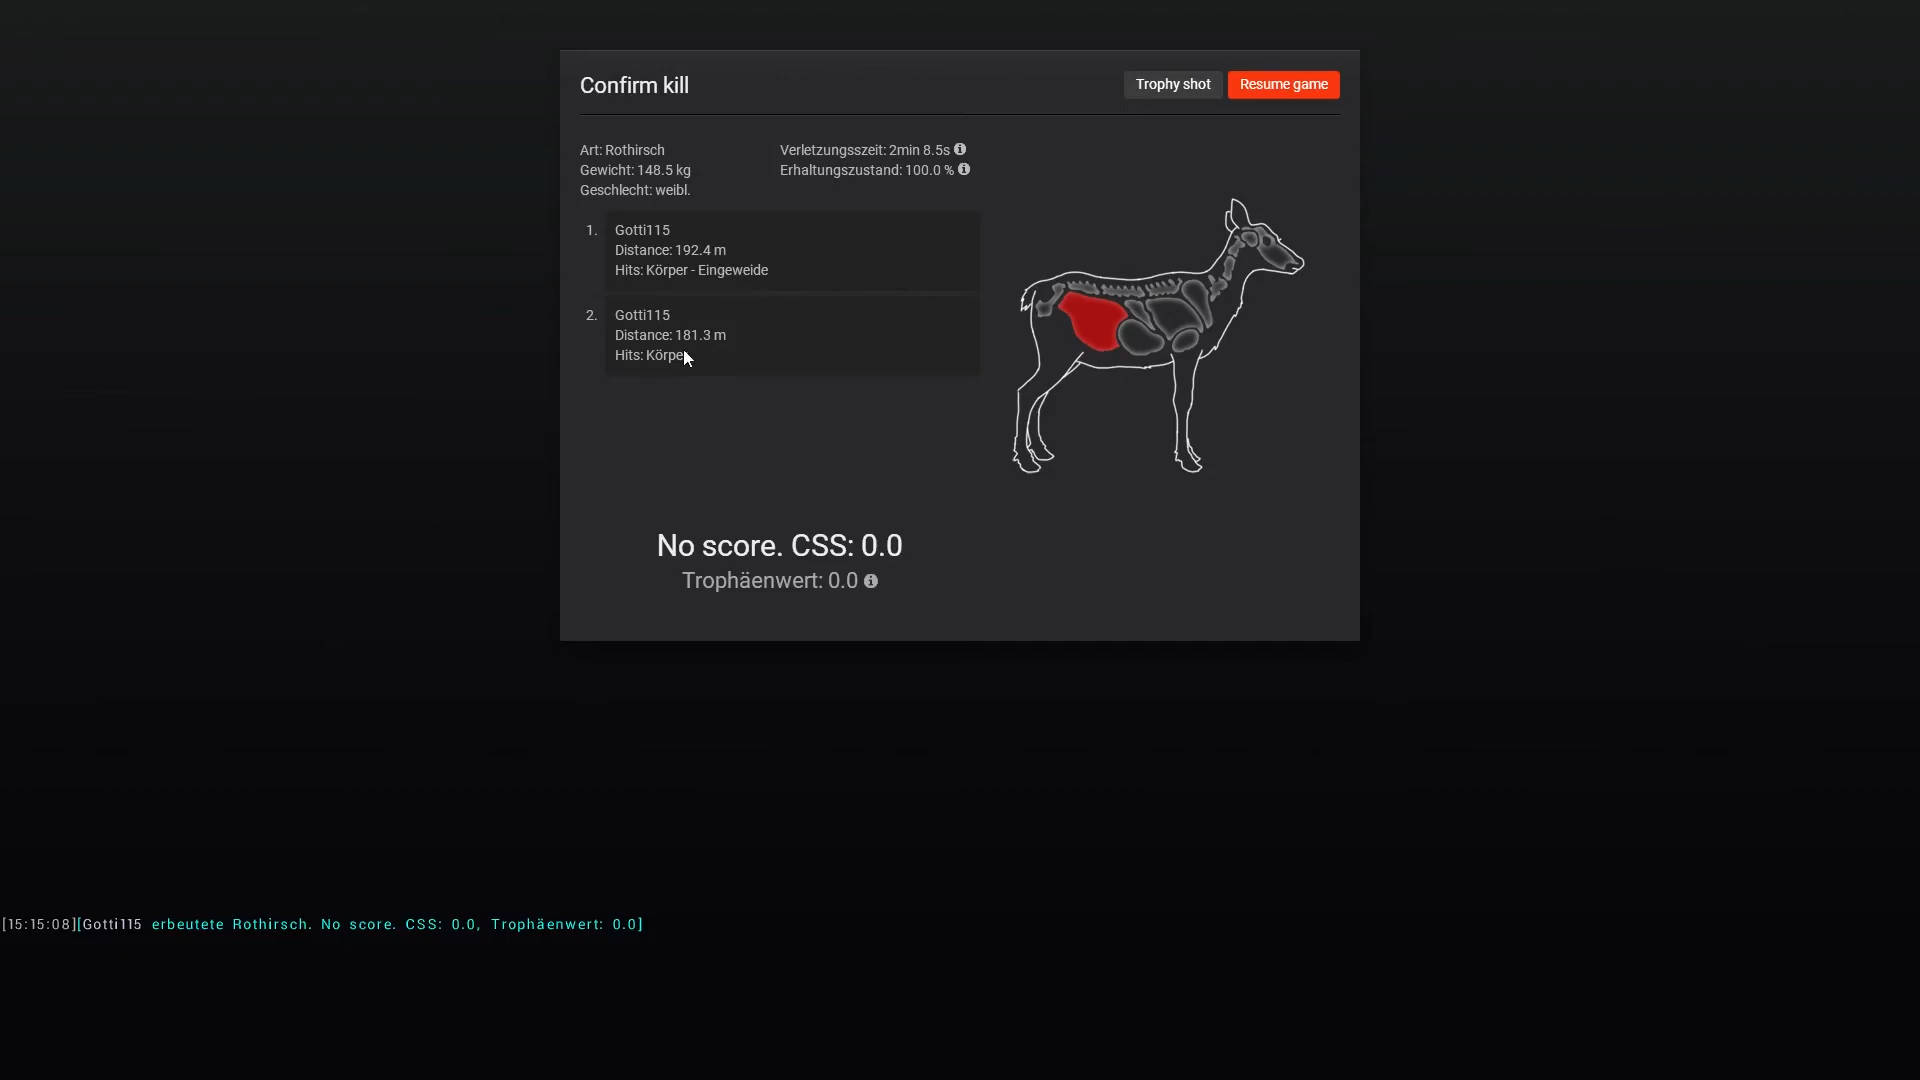 Confirm kill
Trophy shot
Resume game
Art: Rothirsch
Gewicht: 148.5 kg
Geschlecht: weibl.
Verletzungsszeit: 2min 8.5s
Erhaltungszustand: 100.0 %
1.
Gotti115
Distance: 192.4 m
Hits: Körper - Eingeweide
2.
Gotti115
Distance: 181.3 m
Hits: Körper
No score. CSS: 0.0
Trophäenwert: 0.0
[15:15:08][Gotti115 erbeutete Rothirsch. No score. CSS: 0.0, Trophäenwert: 0.0]